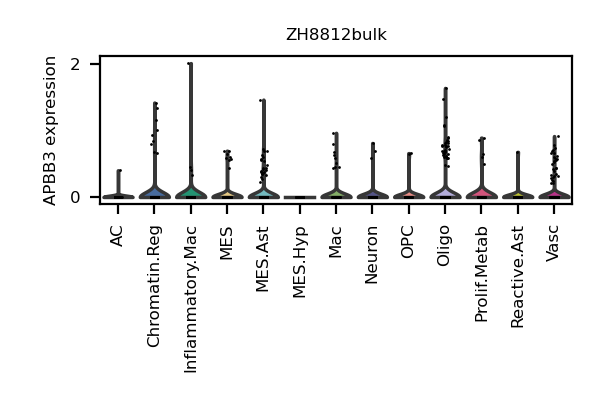 ZH8812bulk
APBB3 expression
2
0
AC
Chromatin.Reg
Inflammatory.Mac
MES
MES.Ast
MES.Hyp
Mac
Neuron
OPC
Oligo
Prolif.Metab
Reactive.Ast
Vasc